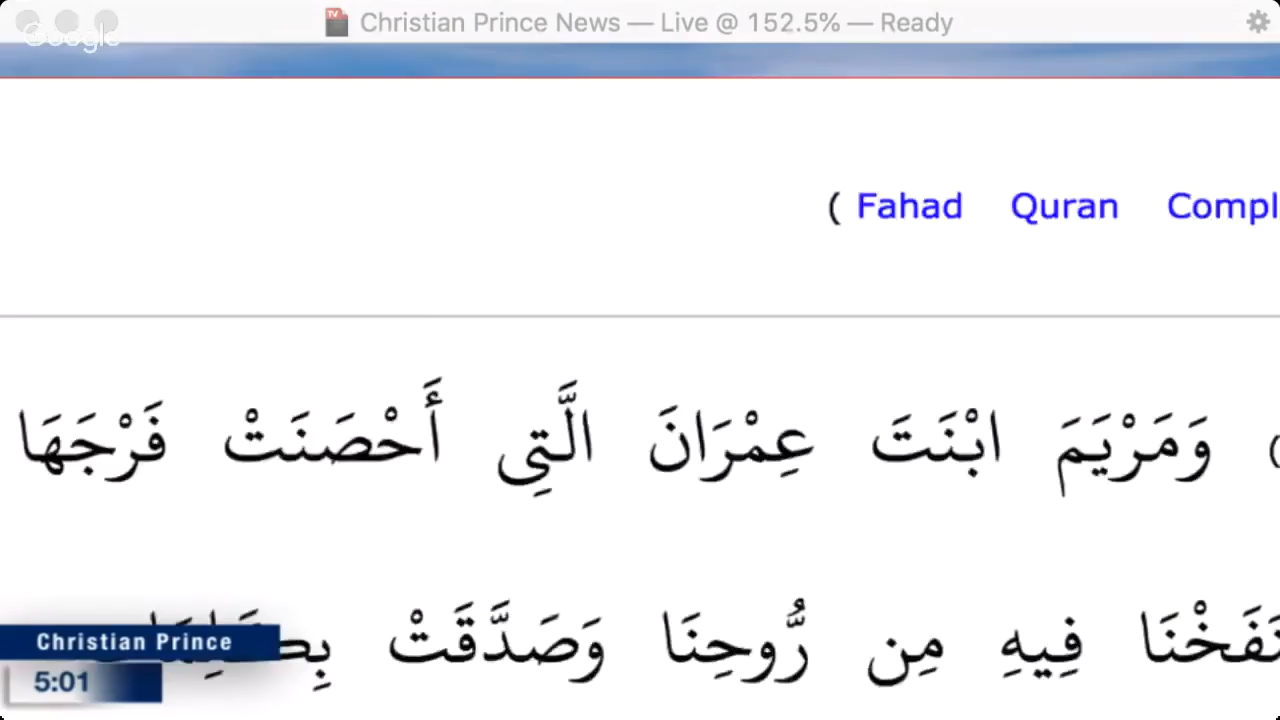 Google
Christian Prince News — Live @ 152.5% — Ready
( Fahad Quran Compl
وَمَرْيَمَ ابْنَتَ عِمْرَانَ الَّتِى أَحْصَنَتْ فَرْجَهَا
نَفَخْنَا فِيهِ مِن رُّوحِنَا وَصَدَّقَتْ
Christian Prince
5:01